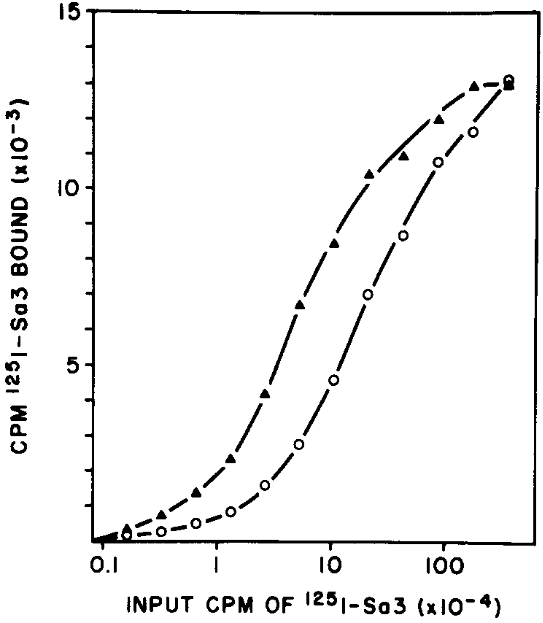 15
10
5
CPM ¹²⁵I-Sa3 BOUND (x10⁻³)
0.1 1 10 100
INPUT CPM OF ¹²⁵I-Sa3 (x10⁻⁴)